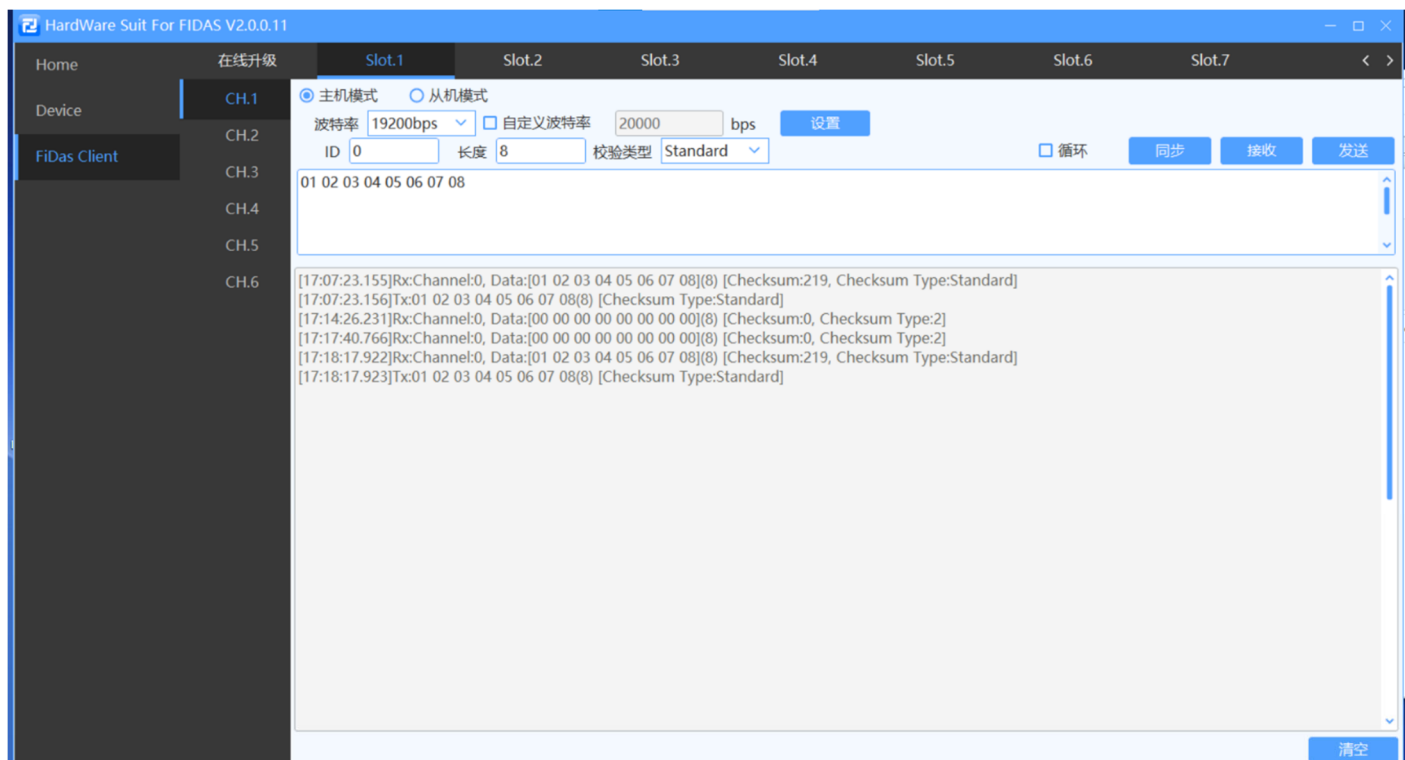 HardWare Suit For FIDAS V2.0.0.11
Home
Device
FiDas Client
在线升级
CH.1
CH.2
CH.3
CH.4
CH.5
CH.6
Slot.1 Slot.2 Slot.3 Slot.4 Slot.5 Slot.6 Slot.7
主机模式 从机模式
波特率 19200bps 自定义波特率 20000 bps 设置
ID 0 长度 8 校验类型 Standard 循环 同步 接收 发送
01 02 03 04 05 06 07 08
[17:07:23.155]Rx:Channel:0, Data:[01 02 03 04 05 06 07 08](8) [Checksum:219, Checksum Type:Standard]
[17:07:23.156]Tx:01 02 03 04 05 06 07 08(8) [Checksum Type:Standard]
[17:14:26.231]Rx:Channel:0, Data:[00 00 00 00 00 00 00 00](8) [Checksum:0, Checksum Type:2]
[17:17:40.766]Rx:Channel:0, Data:[00 00 00 00 00 00 00 00](8) [Checksum:0, Checksum Type:2]
[17:18:17.922]Rx:Channel:0, Data:[01 02 03 04 05 06 07 08](8) [Checksum:219, Checksum Type:Standard]
[17:18:17.923]Tx:01 02 03 04 05 06 07 08(8) [Checksum Type:Standard]
清空